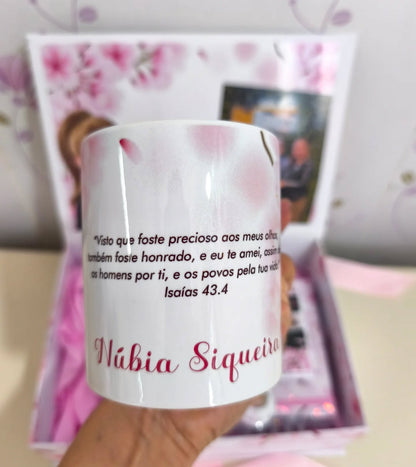 "Visto que foste precioso aos meus olhos,
também foste honrado, e eu te amei, assim
os homens por ti, e os povos pela tua vida"
Isaías 43.4
Núbia Siqueira